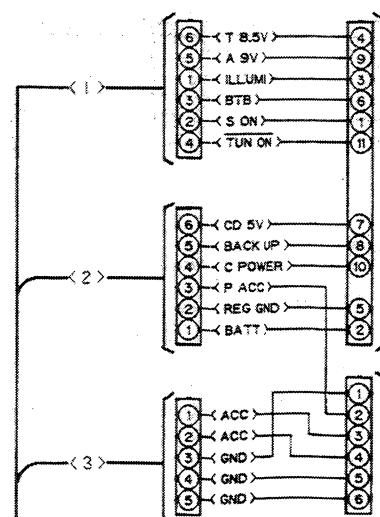 6 T 8.5V 4
5 A 9V 9
1 ILLUMI 3
1 3 BTB 6
2 S ON 1
4 TUN ON 11
6 CD 5V 7
5 BACK UP 8
2 4 C POWER 10
3 P ACC
2 REG GND 5
1 BATT 2
1
1 ACC 2
2 ACC 3
3 3 GND 4
4 GND 5
5 GND 6